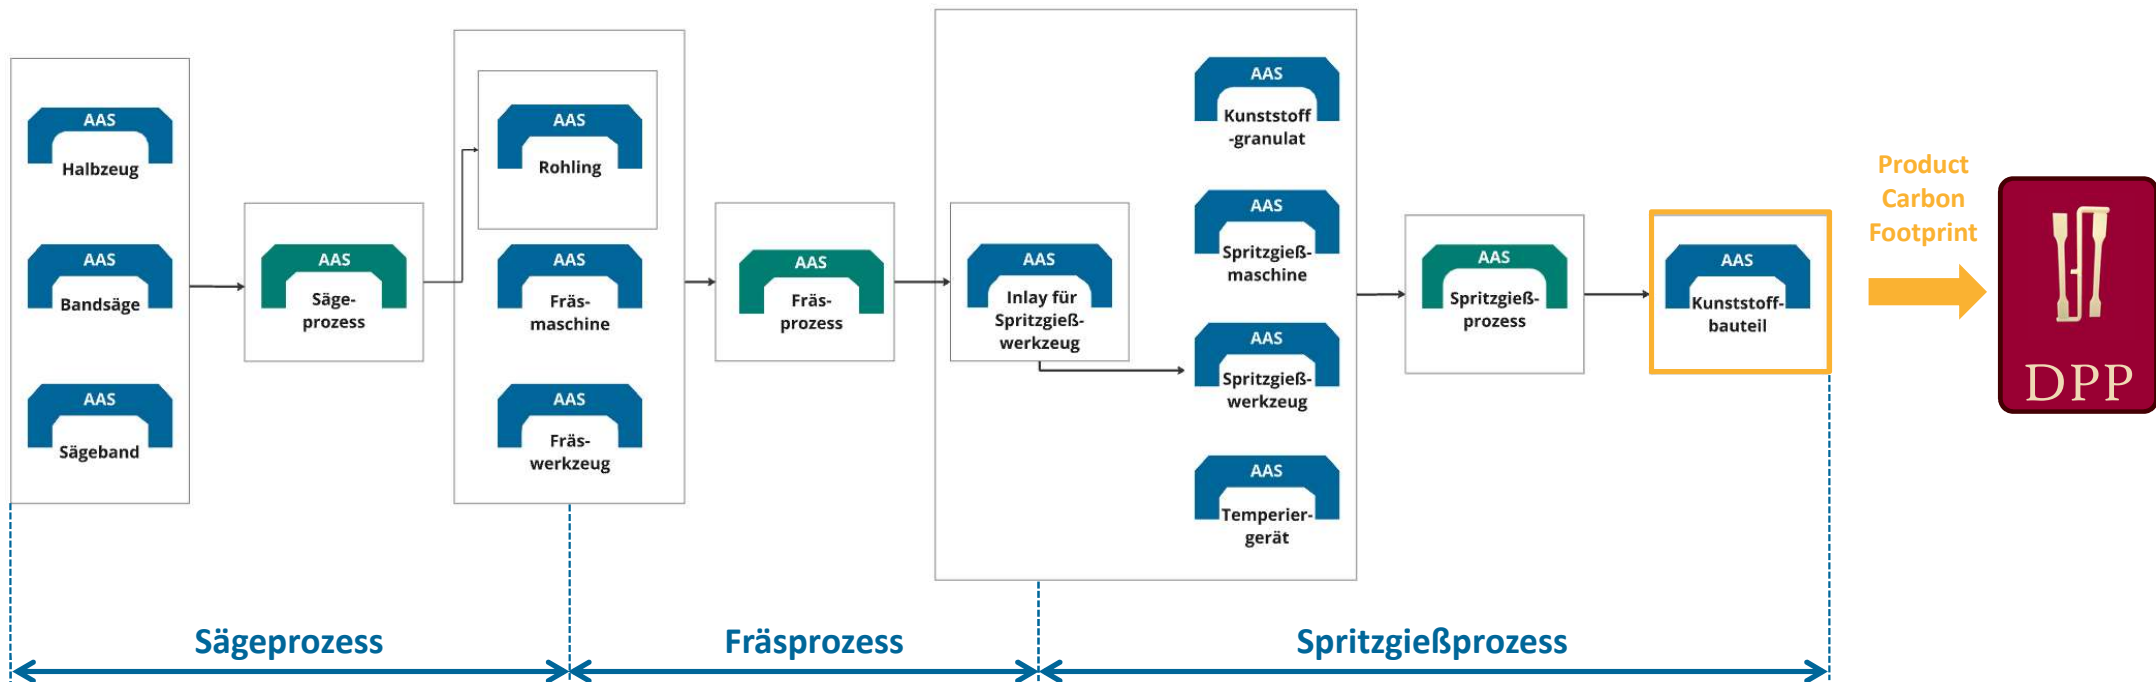 AAS
Halbzeug
AAS
Bandsäge
AAS
Sägeband
AAS
Säge-
prozess
AAS
Rohling
AAS
Fräs-
maschine
AAS
Fräs-
werkzeug
AAS
Fräs-
prozess
AAS
Inlay für
Spritzgieß-
werkzeug
AAS
Kunststoff
-granulat
AAS
Spritzgieß-
maschine
AAS
Spritzgieß-
werkzeug
AAS
Temperier-
gerät
AAS
Spritzgieß-
prozess
AAS
Kunststoff-
bauteil
Product
Carbon
Footprint
DPP
Sägeprozess
Fräsprozess
Spritzgießprozess